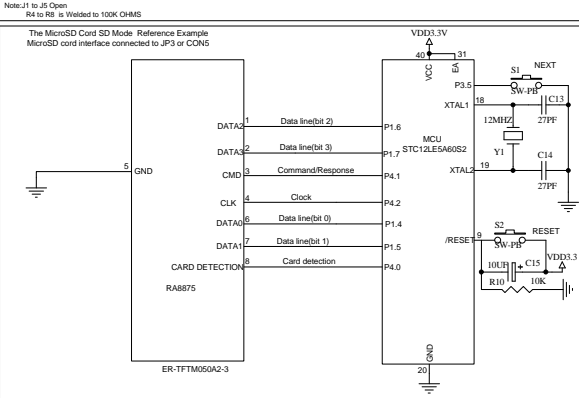 Note:J1 to J5 Open
R4 to R8 is Welded to 100K OHMS
The MicroSD Cord SD Mode Reference Example
MicroSD cord interface connected to JP3 or CON5
VDD3.3V
40
31
VCC
EA
S1
NEXT
P3.5
SW-PB
XTAL1
18
C13
27PF
12MHZ
Y1
MCU
STC12LE5A60S2
XTAL2
19
C14
27PF
DATA2
1
Data line(bit 2)
P1.6
DATA3
2
Data line(bit 3)
P1.7
5
GND
CMD
3
Command/Response
P4.1
CLK
4
Clock
P4.2
DATA0
6
Data line(bit 0)
P1.4
DATA1
7
Data line(bit 1)
P1.5
CARD DETECTION
8
Card detection
P4.0
RA8875
/RESET
9
S2
RESET
SW-PB
10UF
+
C15
VDD3.3
R10
10K
GND
20
ER-TFTM050A2-3